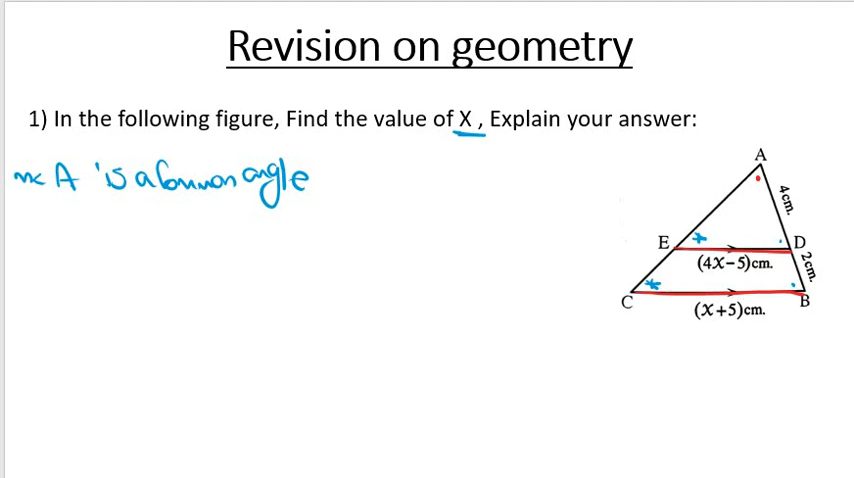 Revision on geometry
1) In the following figure, Find the value of X , Explain your answer:
m< A is a common angle
A
4cm.
E
D
(4X-5)cm.
2cm.
C
B
(X+5)cm.